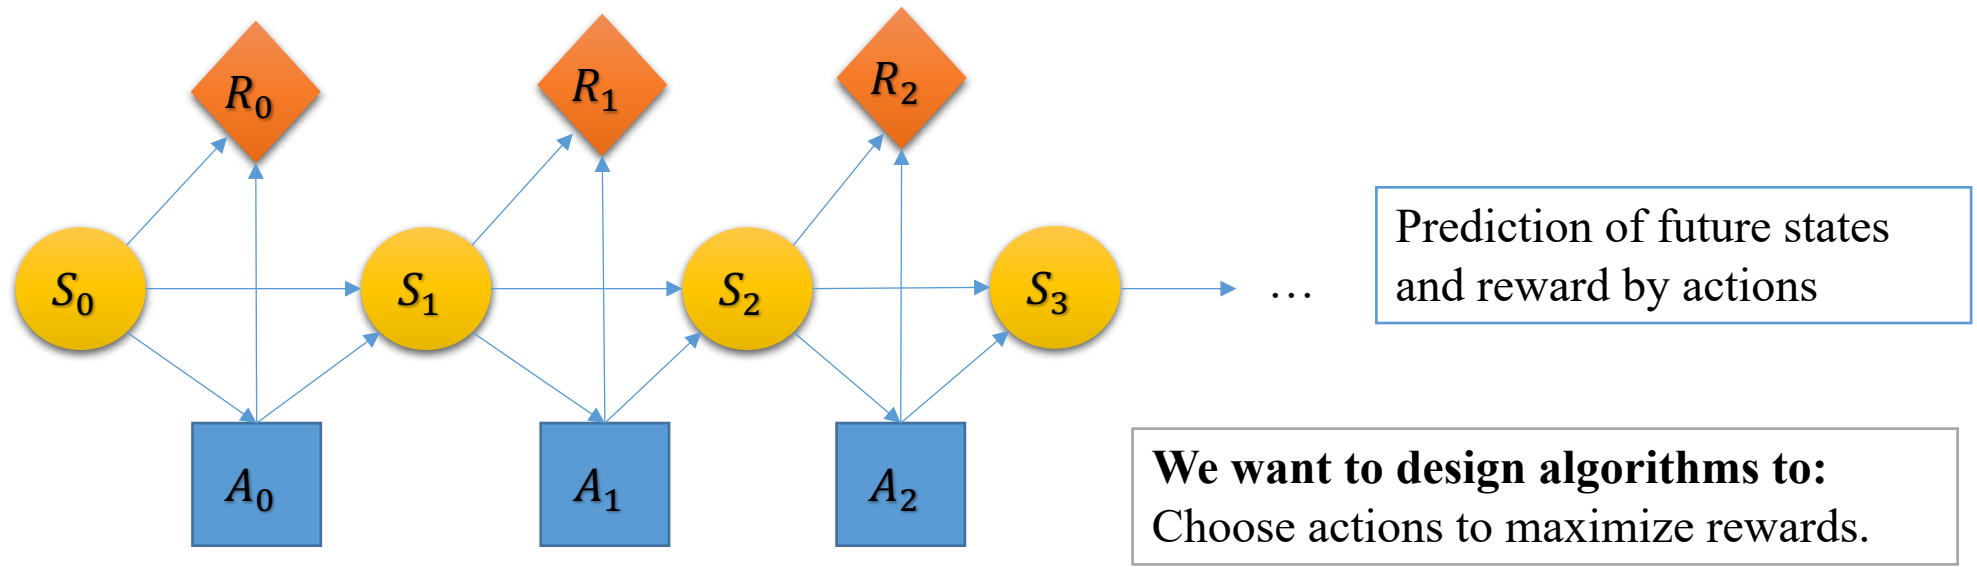 R₀ R₁ R₂
S₀ S₁ S₂ S₃ …
Prediction of future states
and reward by actions
A₀ A₁ A₂
We want to design algorithms to:
Choose actions to maximize rewards.